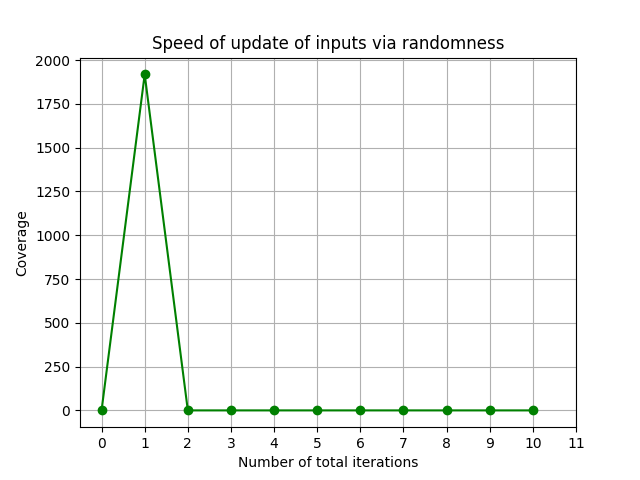 Speed of update of inputs via randomness
2000
1750
1500
1250
1000
750
500
250
0
Coverage
0 1 2 3 4 5 6 7 8 9 10 11
Number of total iterations